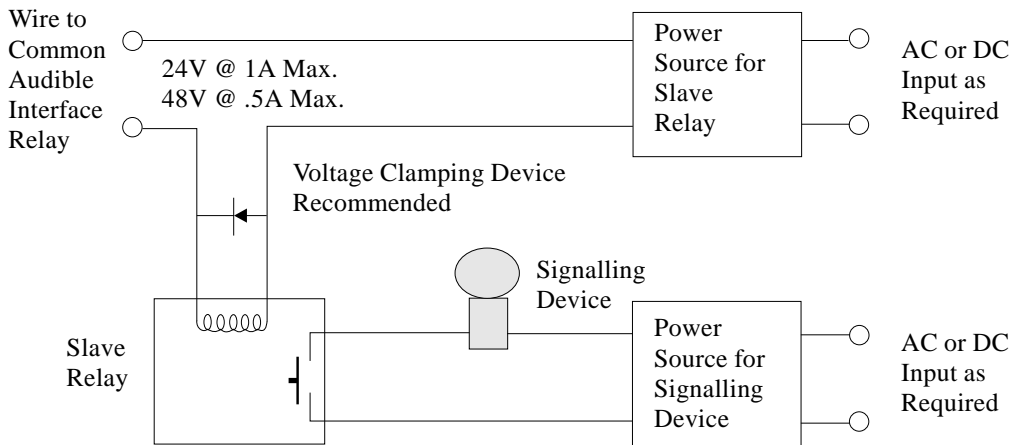 Wire to
Common
Audible
Interface
Relay
24V @ 1A Max.
48V @ .5A Max.
Power
Source for
Slave
Relay
AC or DC
Input as
Required
Voltage Clamping Device
Recommended
Signalling
Device
Slave
Relay
Power
Source for
Signalling
Device
AC or DC
Input as
Required